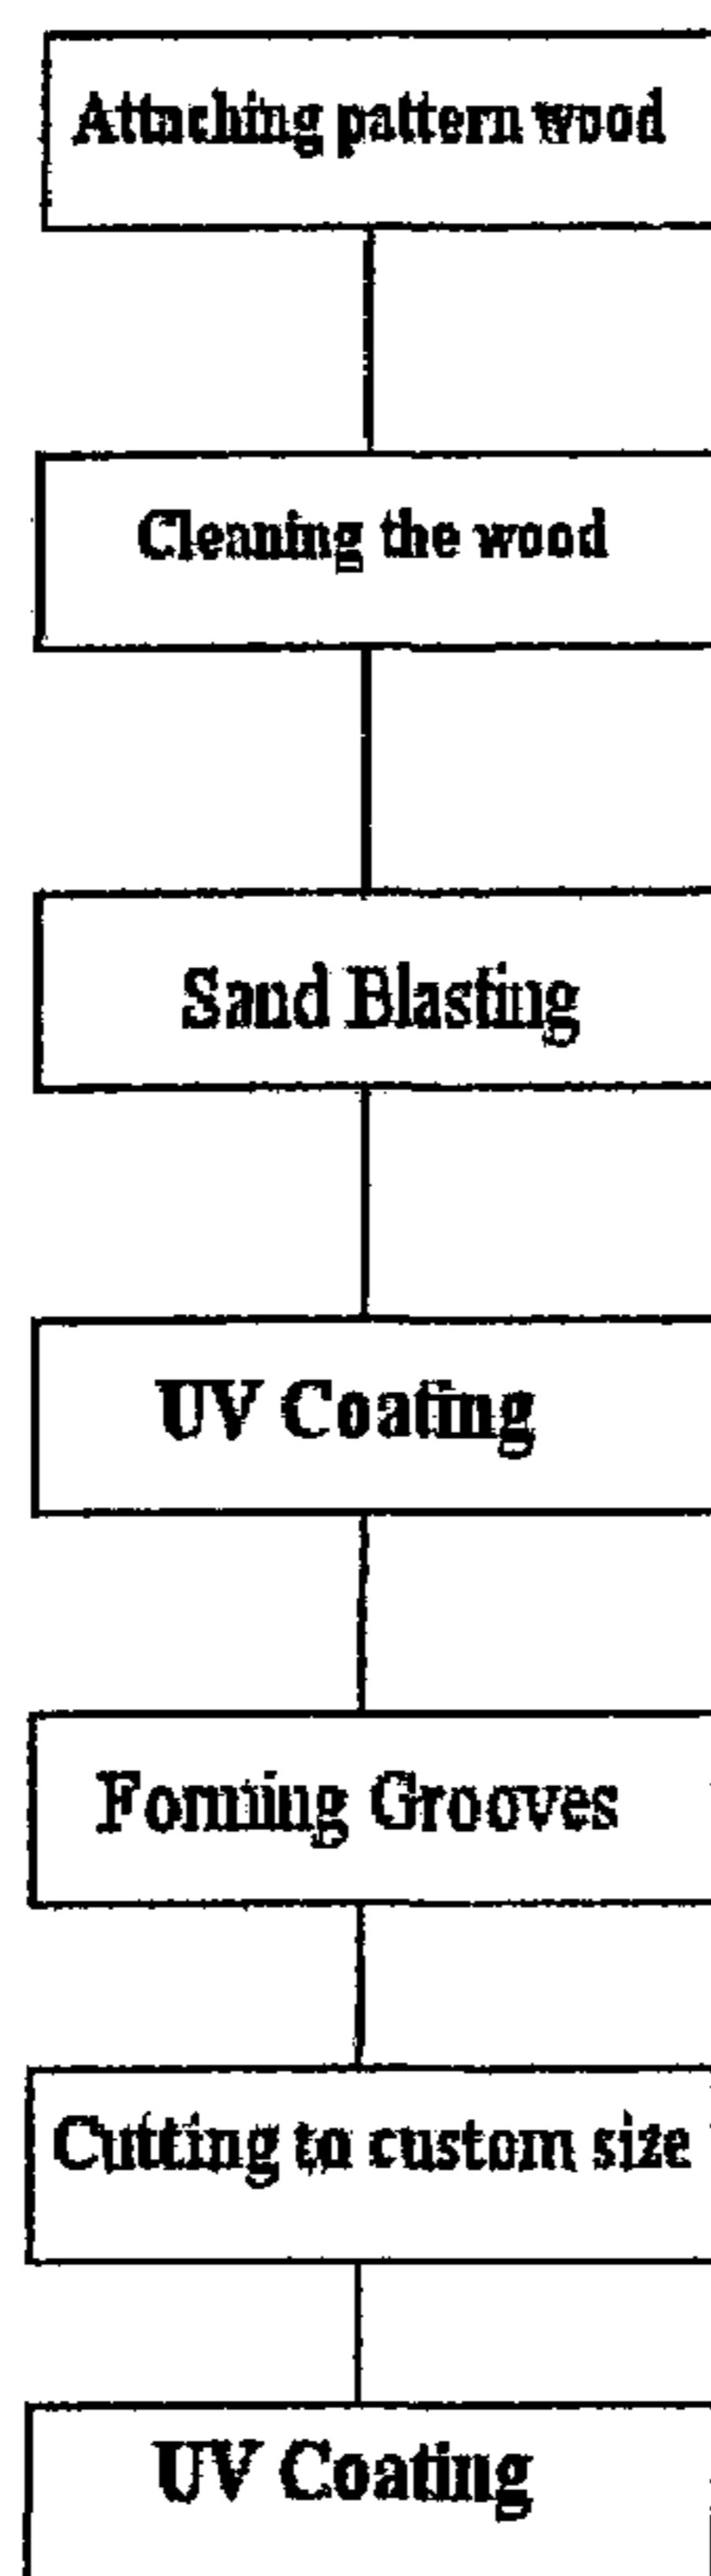 Attaching pattern wood
Cleaning the wood
Sand Blasting
UV Coating
Forming Grooves
Cutting to custom size
UV Coating